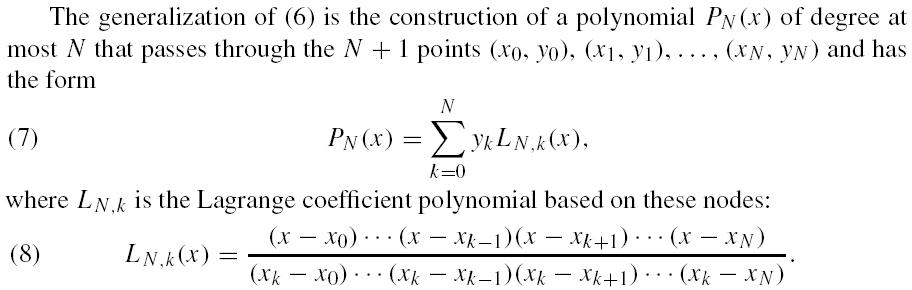 The generalization of (6) is the construction of a polynomial P_N(x) of degree at
most N that passes through the N + 1 points (x_0, y_0), (x_1, y_1), . . . , (x_N, y_N) and has
the form
(7) P_N(x) = \sum_{k=0}^{N} y_k L_{N,k}(x),
where L_{N,k} is the Lagrange coefficient polynomial based on these nodes:
(8) L_{N,k}(x) = \frac{(x - x_0) \cdots (x - x_{k-1})(x - x_{k+1}) \cdots (x - x_N)}{(x_k - x_0) \cdots (x_k - x_{k-1})(x_k - x_{k+1}) \cdots (x_k - x_N)}.